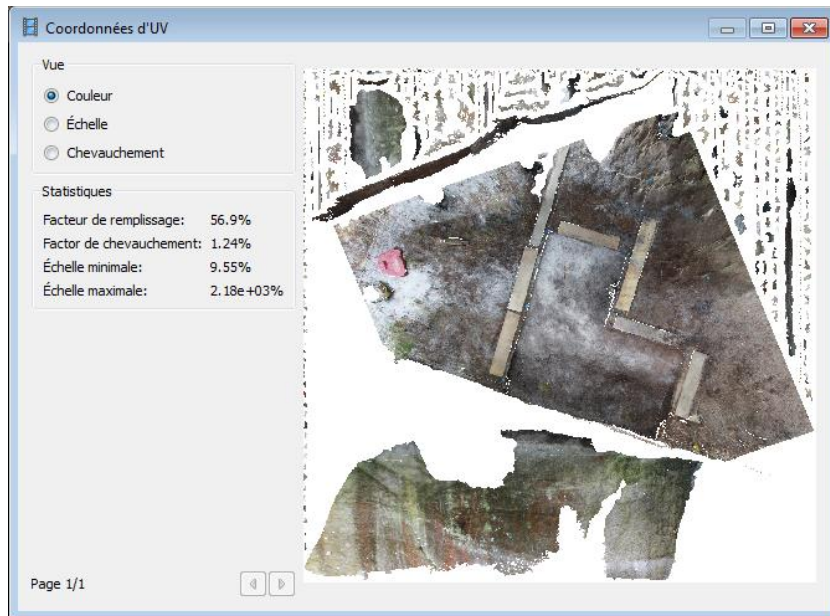 Coordonnées d'UV
Vue
Couleur
Échelle
Chevauchement
Statistiques
Facteur de remplissage: 56.9%
Factor de chevauchement: 1.24%
Échelle minimale: 9.55%
Échelle maximale: 2.18e+03%
Page 1/1